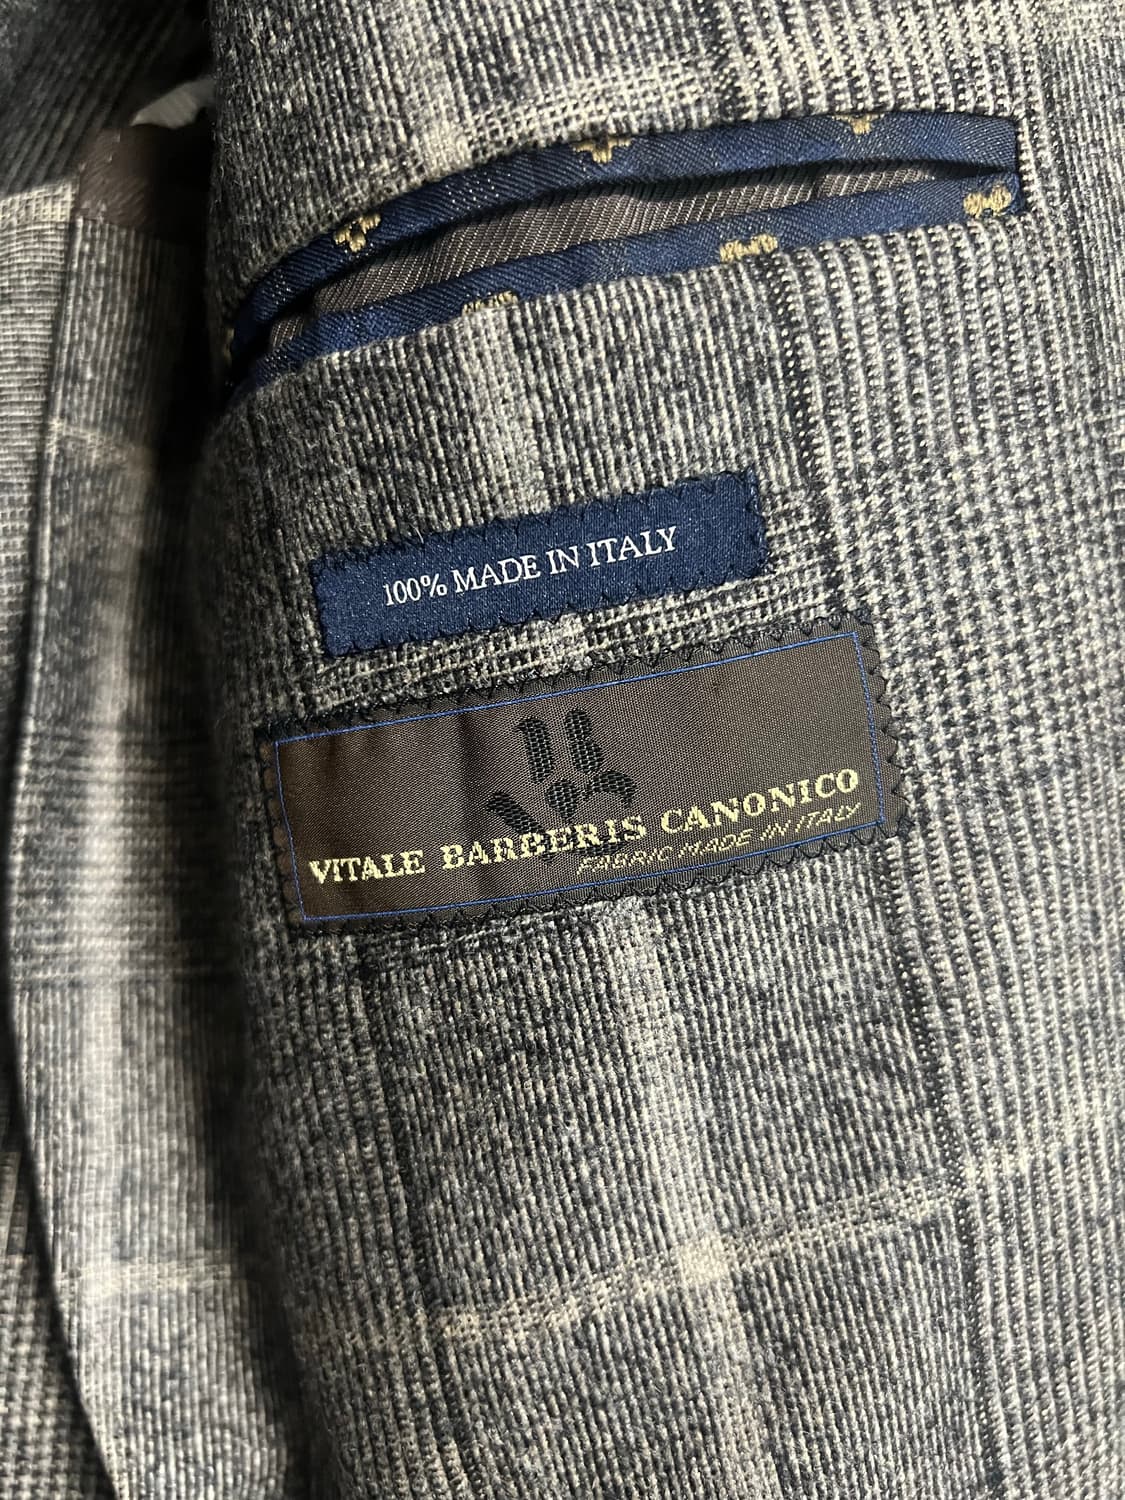 100% MADE IN ITALY
VITALE BARBERIS CANONICO
FABRIC MADE IN ITALY